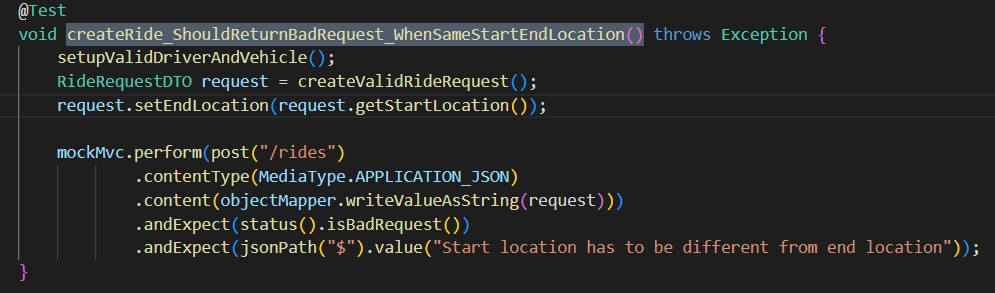 @Test
void createRide_ShouldReturnBadRequest_WhenSameStartEndLocation() throws Exception {
    setupValidDriverAndVehicle();
    RideRequestDTO request = createValidRideRequest();
    request.setEndLocation(request.getStartLocation());

    mockMvc.perform(post("/rides")
            .contentType(MediaType.APPLICATION_JSON)
            .content(objectMapper.writeValueAsString(request)))
            .andExpect(status().isBadRequest())
            .andExpect(jsonPath("$").value("Start location has to be different from end location"));
}